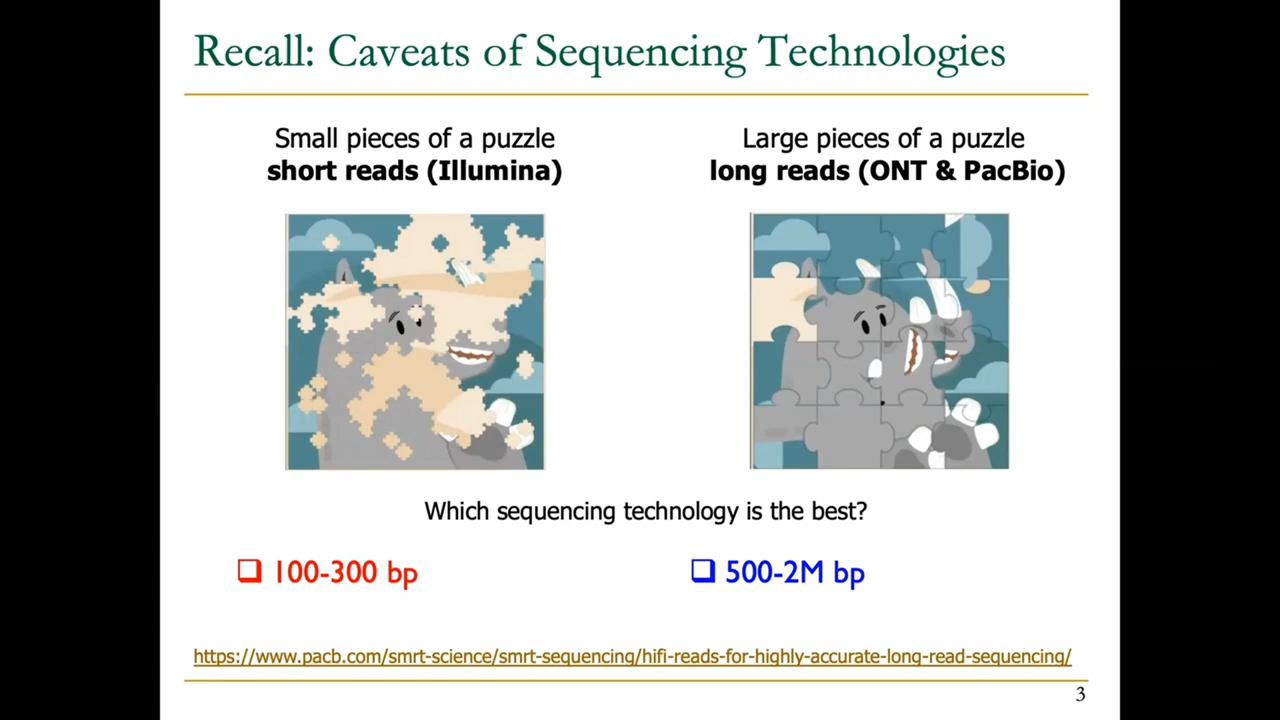 Recall: Caveats of Sequencing Technologies
Small pieces of a puzzle
short reads (Illumina)
Large pieces of a puzzle
long reads (ONT & PacBio)
Which sequencing technology is the best?
❑ 100-300 bp
❑ 500-2M bp
https://www.pacb.com/smrt-science/smrt-sequencing/hifi-reads-for-highly-accurate-long-read-sequencing/
3